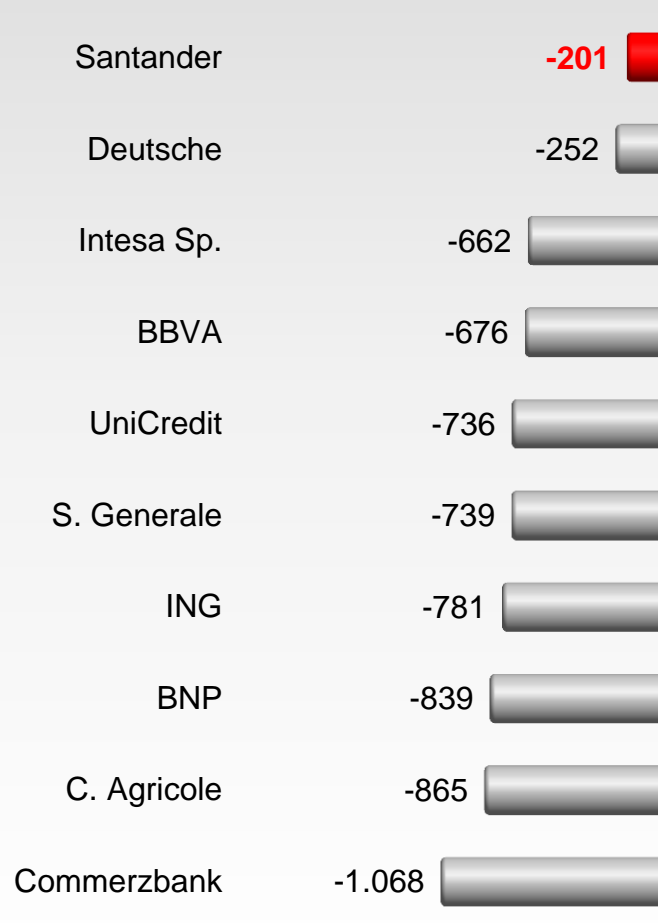 Santander -201
Deutsche -252
Intesa Sp. -662
BBVA -676
UniCredit -736
S. Generale -739
ING -781
BNP -839
C. Agricole -865
Commerzbank -1.068